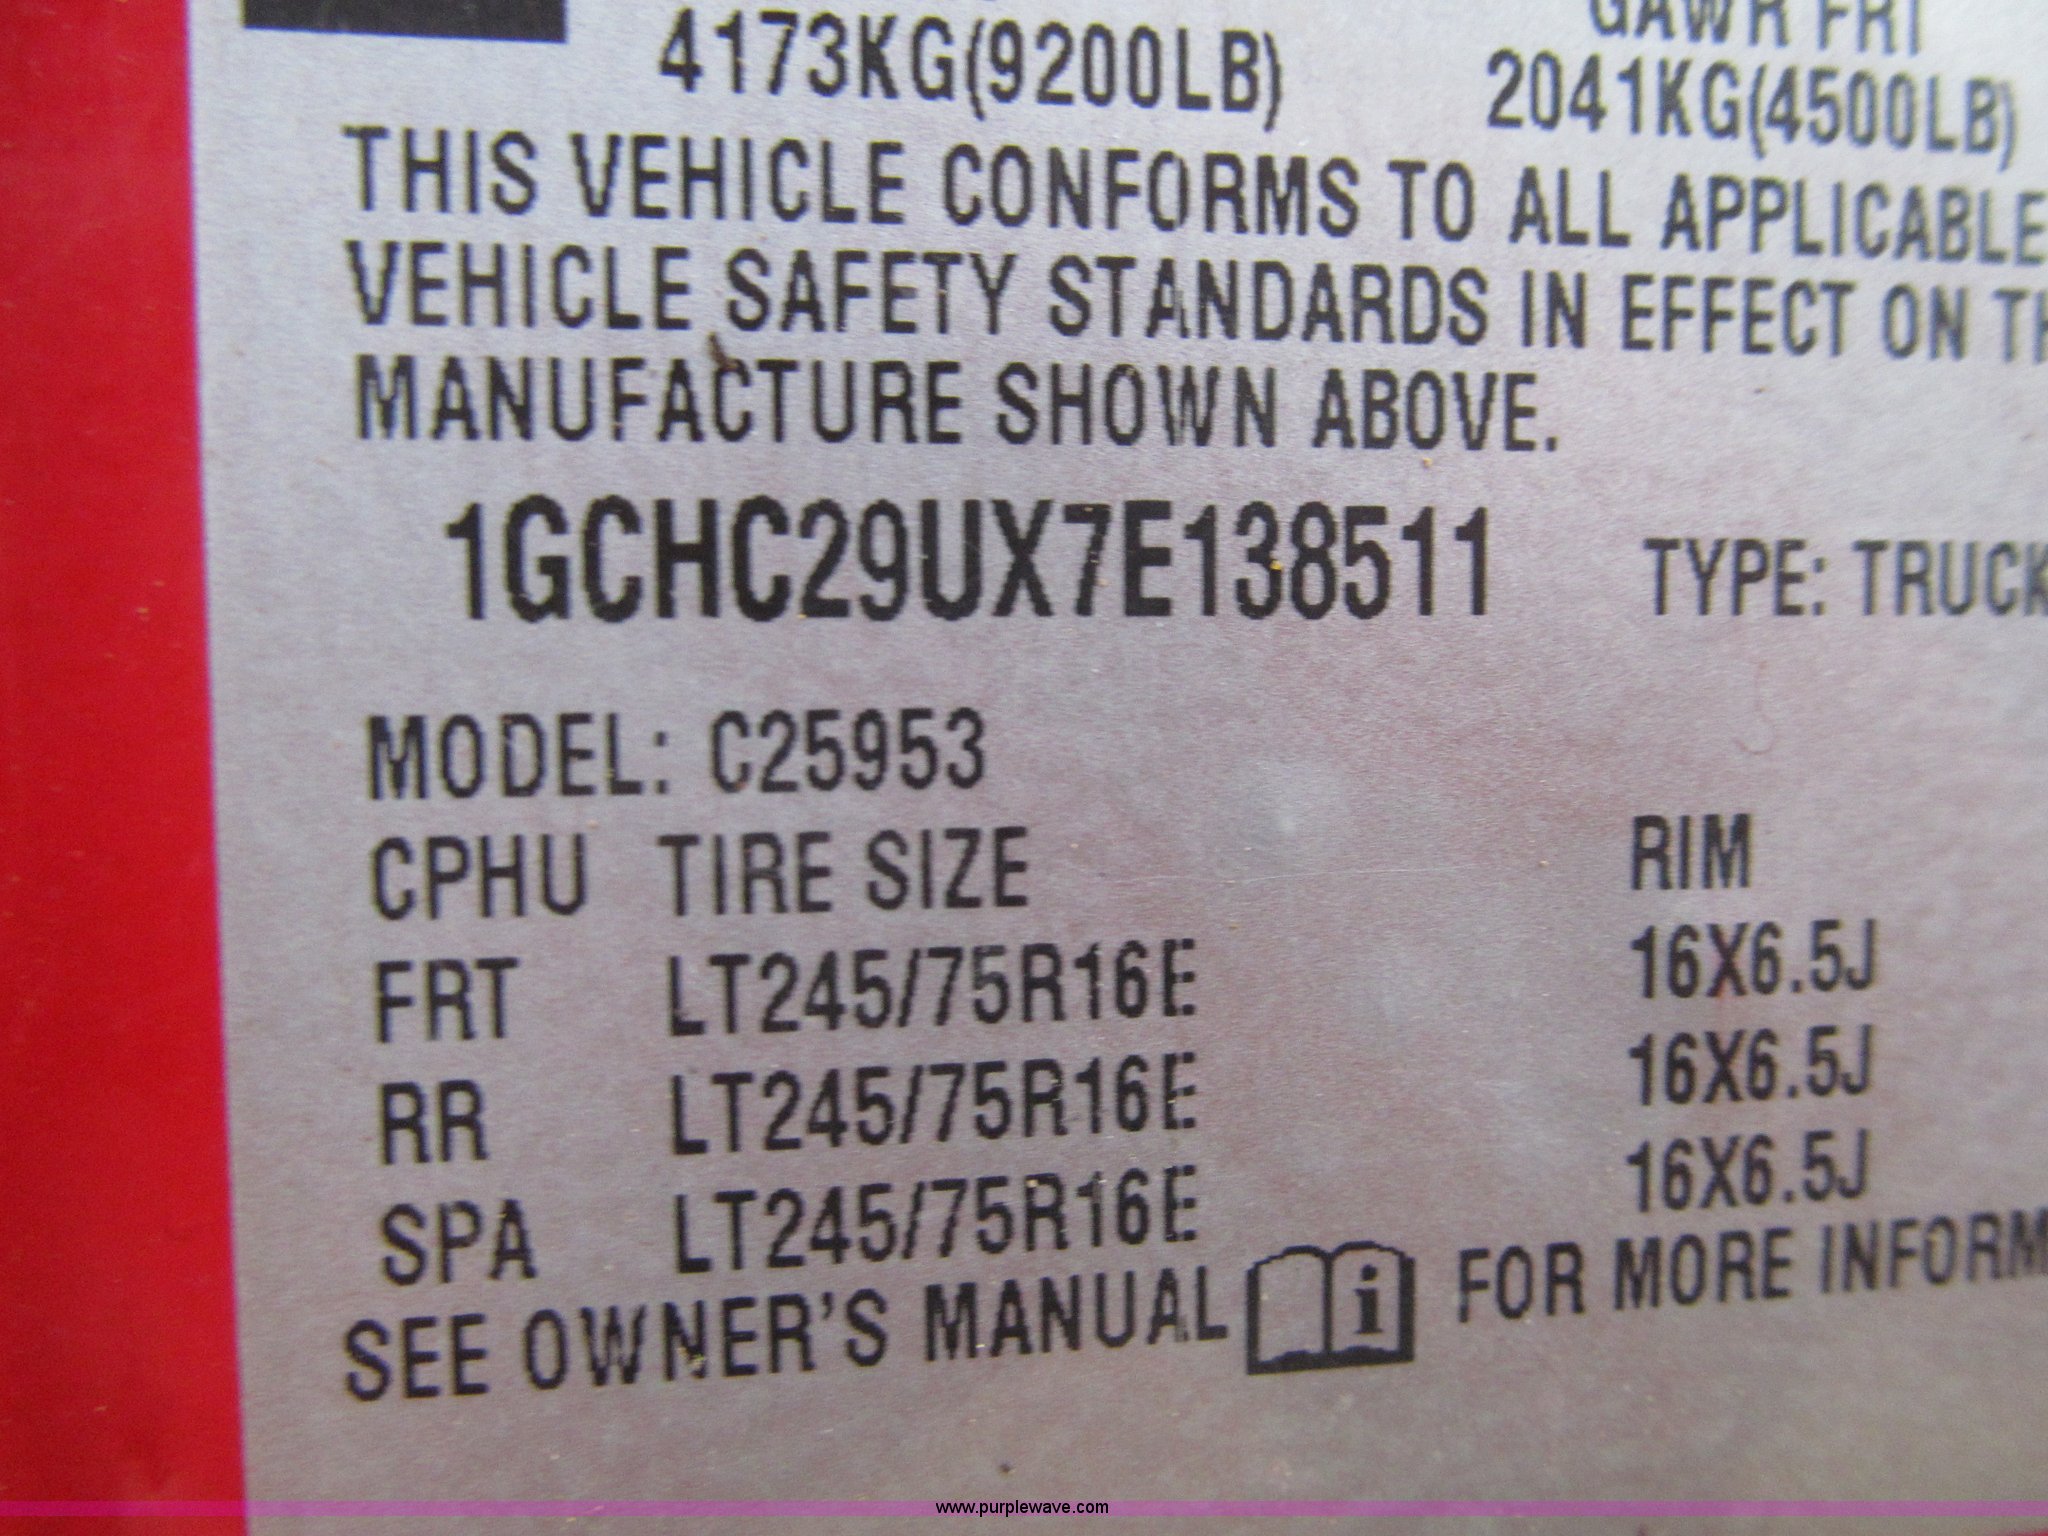 GAWR FRT
4173KG(9200LB) 2041KG(4500LB)
THIS VEHICLE CONFORMS TO ALL APPLICABLE
VEHICLE SAFETY STANDARDS IN EFFECT ON TH
MANUFACTURE SHOWN ABOVE.
1GCHC29UX7E138511 TYPE: TRUCK
MODEL: C25953
CPHU TIRE SIZE RIM
FRT LT245/75R16E 16X6.5J
RR LT245/75R16E 16X6.5J
SPA LT245/75R16E 16X6.5J
SEE OWNER'S MANUAL i FOR MORE INFORM
www.purplewave.com